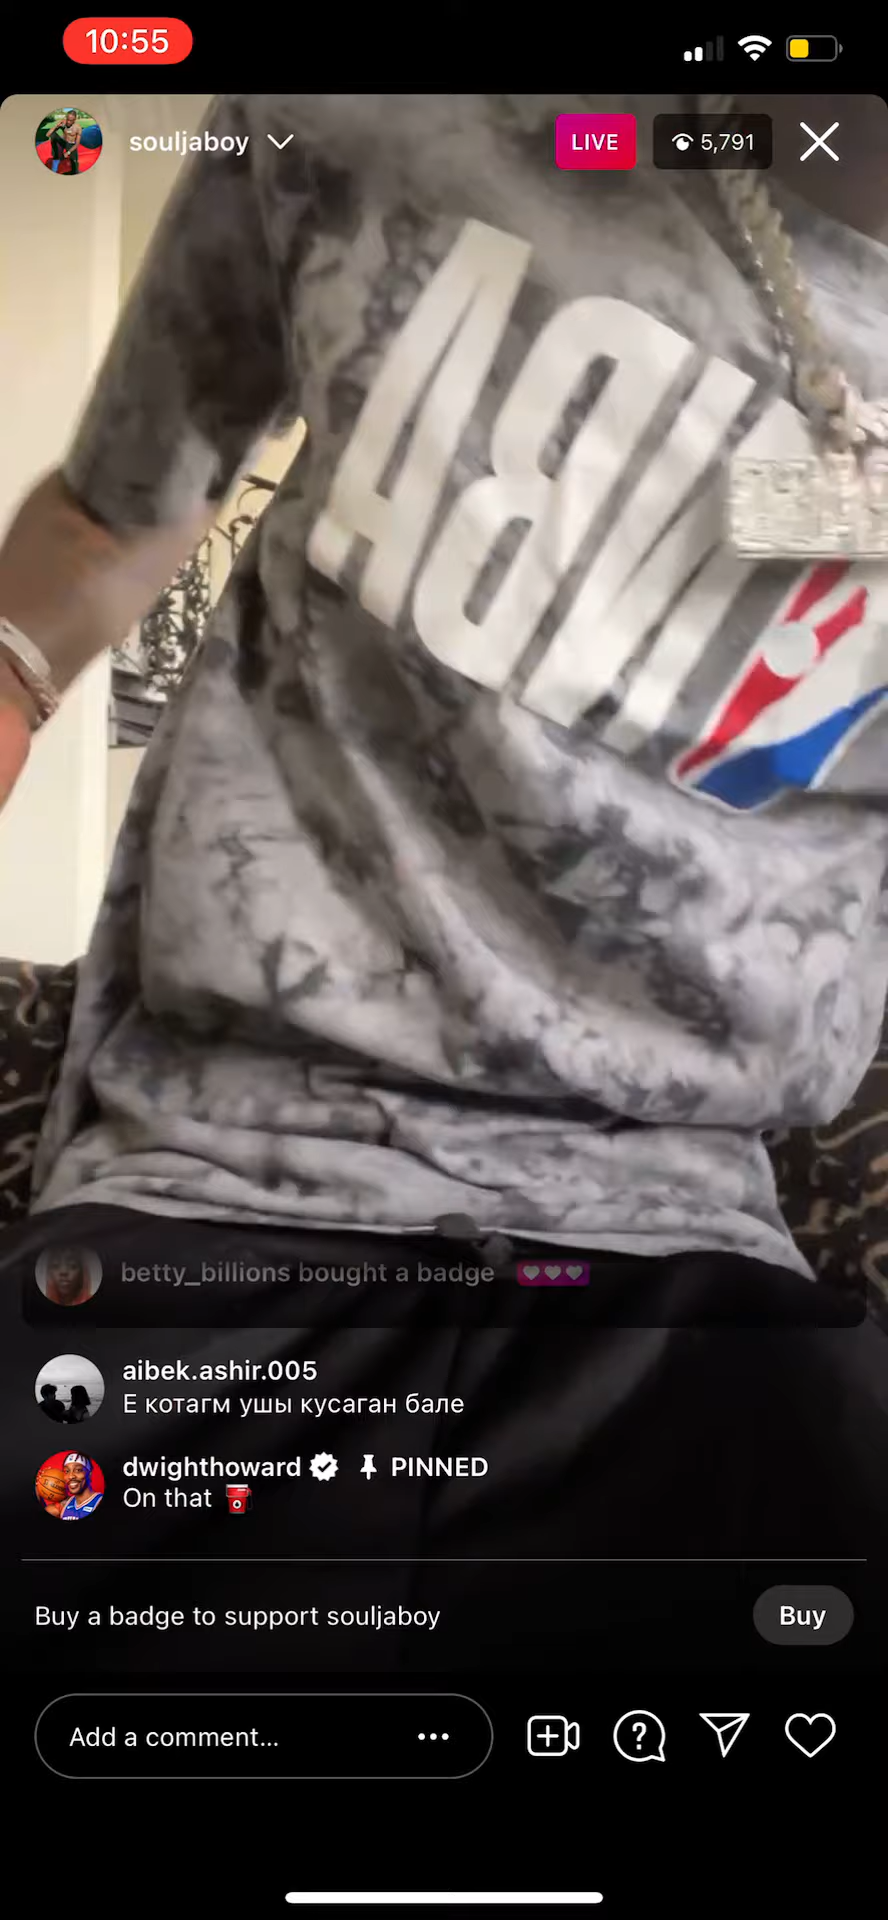 10:55
souljaboy
LIVE
5,791
betty_billions bought a badge
aibek.ashir.005
Е котагм ушы кусаган бале
dwighthoward PINNED
On that
Buy a badge to support souljaboy
Buy
Add a comment...